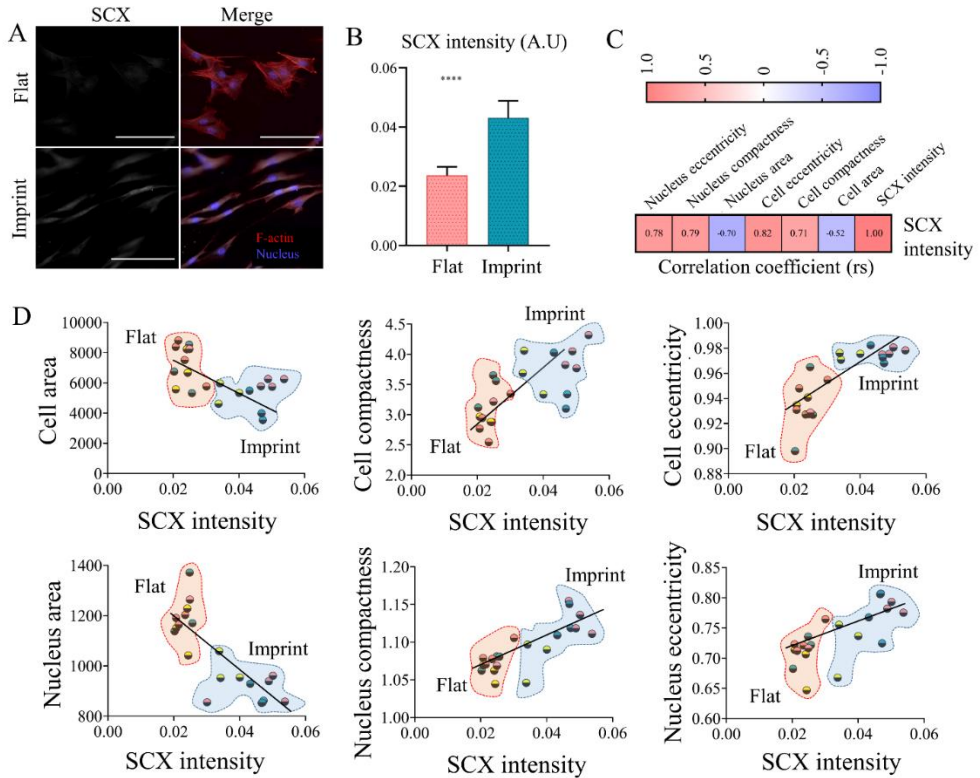 A
SCX
Merge
Flat
Imprint
F-actin
Nucleus
B
SCX intensity (A.U)
0.06
0.04
0.02
0.00
****
Flat
Imprint
C
1.0
0.5
0
-0.5
-1.0
Nucleus eccentricity
Nucleus compactness
Nucleus area
Cell eccentricity
Cell compactness
Cell area
SCX intensity
0.78 0.79 -0.70 0.82 0.71 -0.52 1.00
SCX
intensity
Correlation coefficient (rs)
D
Cell area
10000
8000
6000
4000
2000
0
Flat
Imprint
0.00 0.02 0.04 0.06
SCX intensity
Cell compactness
4.5
4.0
3.5
3.0
2.5
2.0
Imprint
Flat
0.00 0.02 0.04 0.06
SCX intensity
Cell eccentricity
1.00
0.98
0.96
0.94
0.92
0.90
0.88
Imprint
Flat
0.00 0.02 0.04 0.06
SCX intensity
Nucleus area
1400
1200
1000
800
Flat
Imprint
0.00 0.02 0.04 0.06
SCX intensity
Nucleus compactness
1.20
1.15
1.10
1.05
1.00
Imprint
Flat
0.00 0.02 0.04 0.06
SCX intensity
Nucleus eccentricity
0.85
0.80
0.75
0.70
0.65
0.60
Imprint
Flat
0.00 0.02 0.04 0.06
SCX intensity